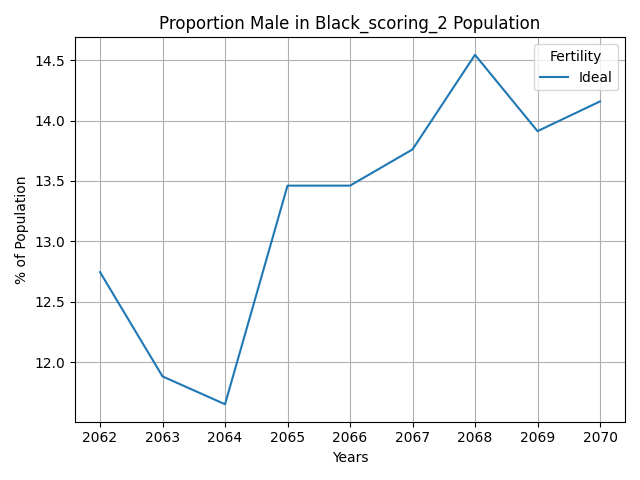 Proportion Male in Black_scoring_2 Population
Fertility
Ideal
14.5
14.0
13.5
13.0
12.5
12.0
% of Population
2062 2063 2064 2065 2066 2067 2068 2069 2070
Years